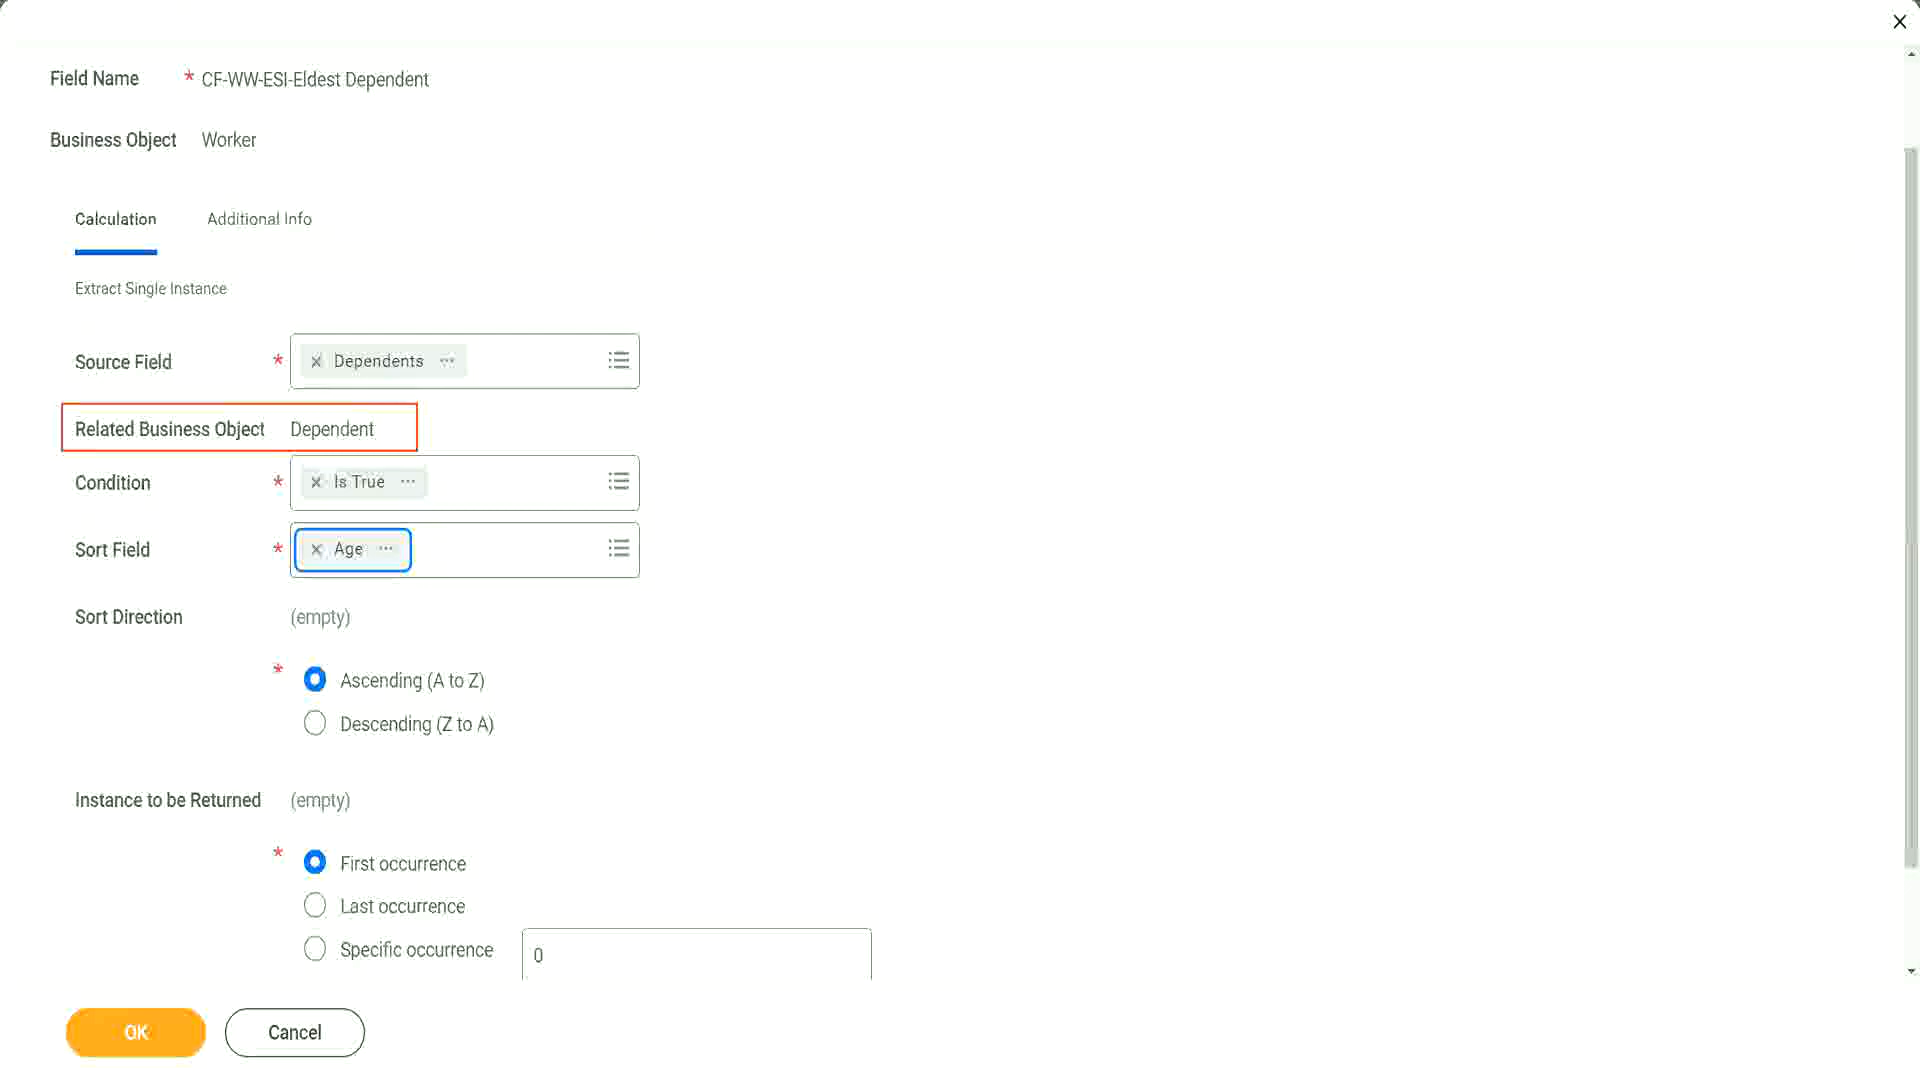 Field Name * CF-WW-ESI-Eldest Dependent
Business Object Worker
Calculation Additional Info
Extract Single Instance
Source Field * Dependents
Related Business Object Dependent
Condition * Is True
Sort Field * Age
Sort Direction (empty)
* Ascending (A to Z)
Descending (Z to A)
Instance to be Returned (empty)
* First occurrence
Last occurrence
Specific occurrence 0
OK Cancel